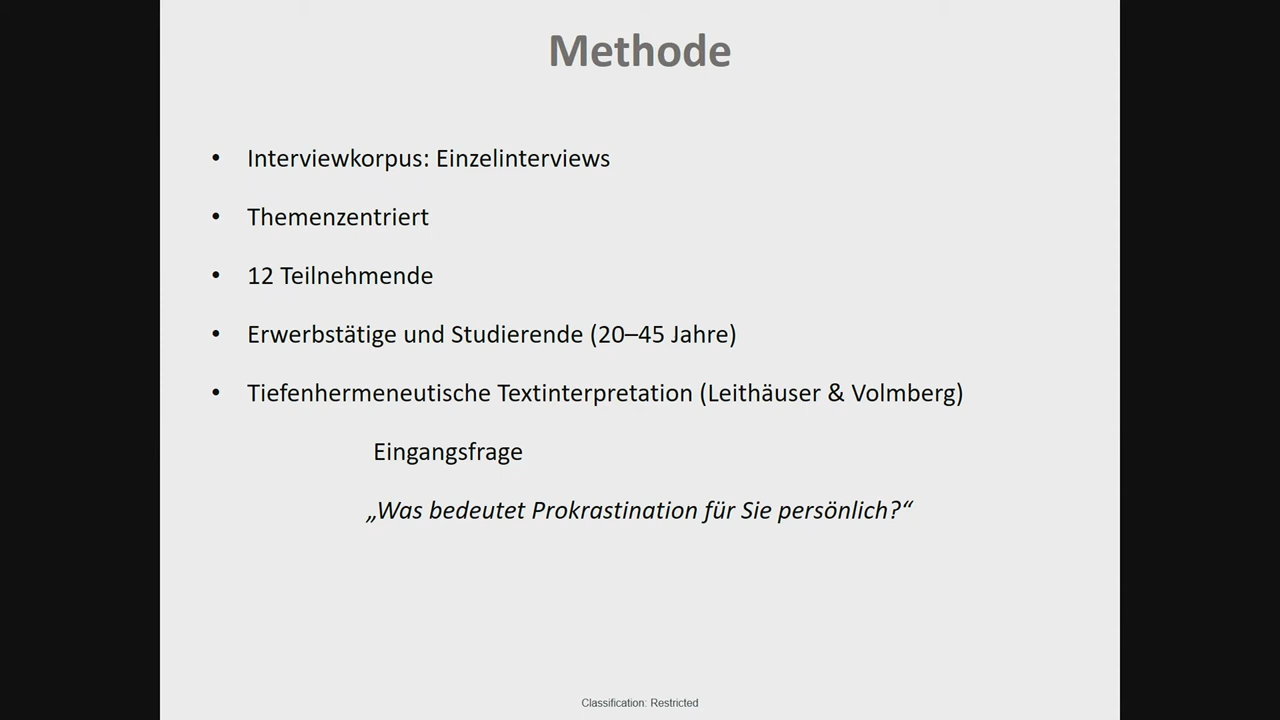 Methode
• Interviewkorpus: Einzelinterviews
• Themenzentriert
• 12 Teilnehmende
• Erwerbstätige und Studierende (20–45 Jahre)
• Tiefenhermeneutische Textinterpretation (Leithäuser & Volmberg)
Eingangsfrage
„Was bedeutet Prokrastination für Sie persönlich?“
Classification: Restricted